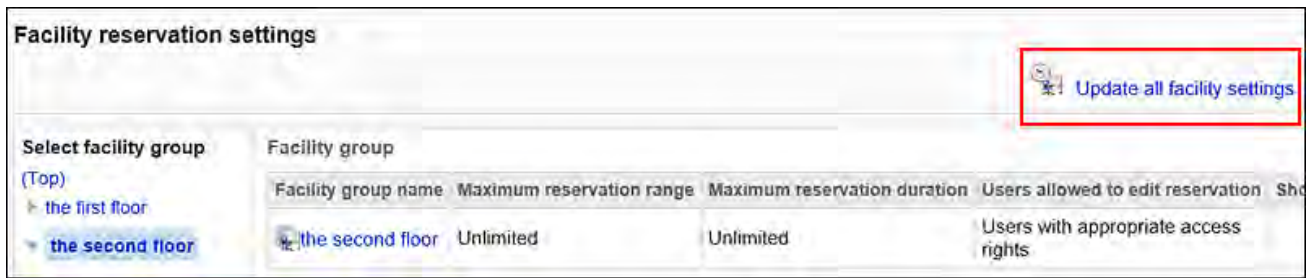 Facility reservation settings
Update all facility settings
Select facility group
(Top)
the first floor
the second floor
Facility group
Facility group name Maximum reservation range Maximum reservation duration Users allowed to edit reservation Sho
the second floor Unlimited Unlimited Users with appropriate access
rights